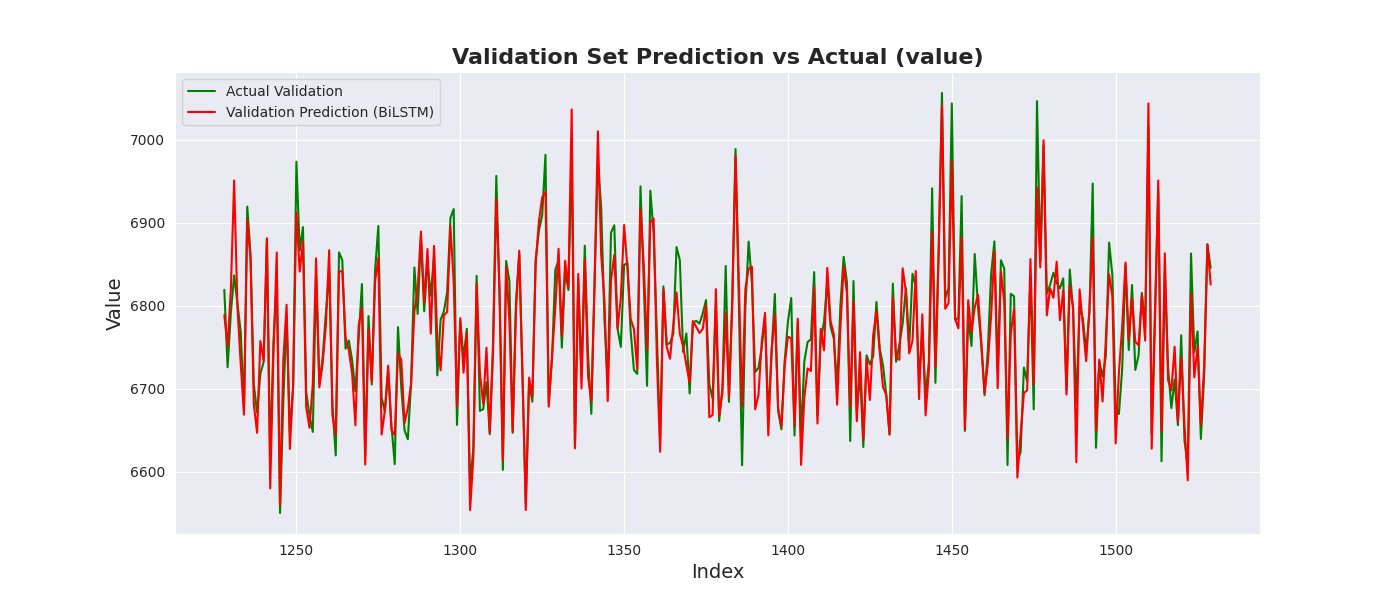 Validation Set Prediction vs Actual (value)
Actual Validation
Validation Prediction (BiLSTM)
Value
7000
6900
6800
6700
6600
1250 1300 1350 1400 1450 1500
Index